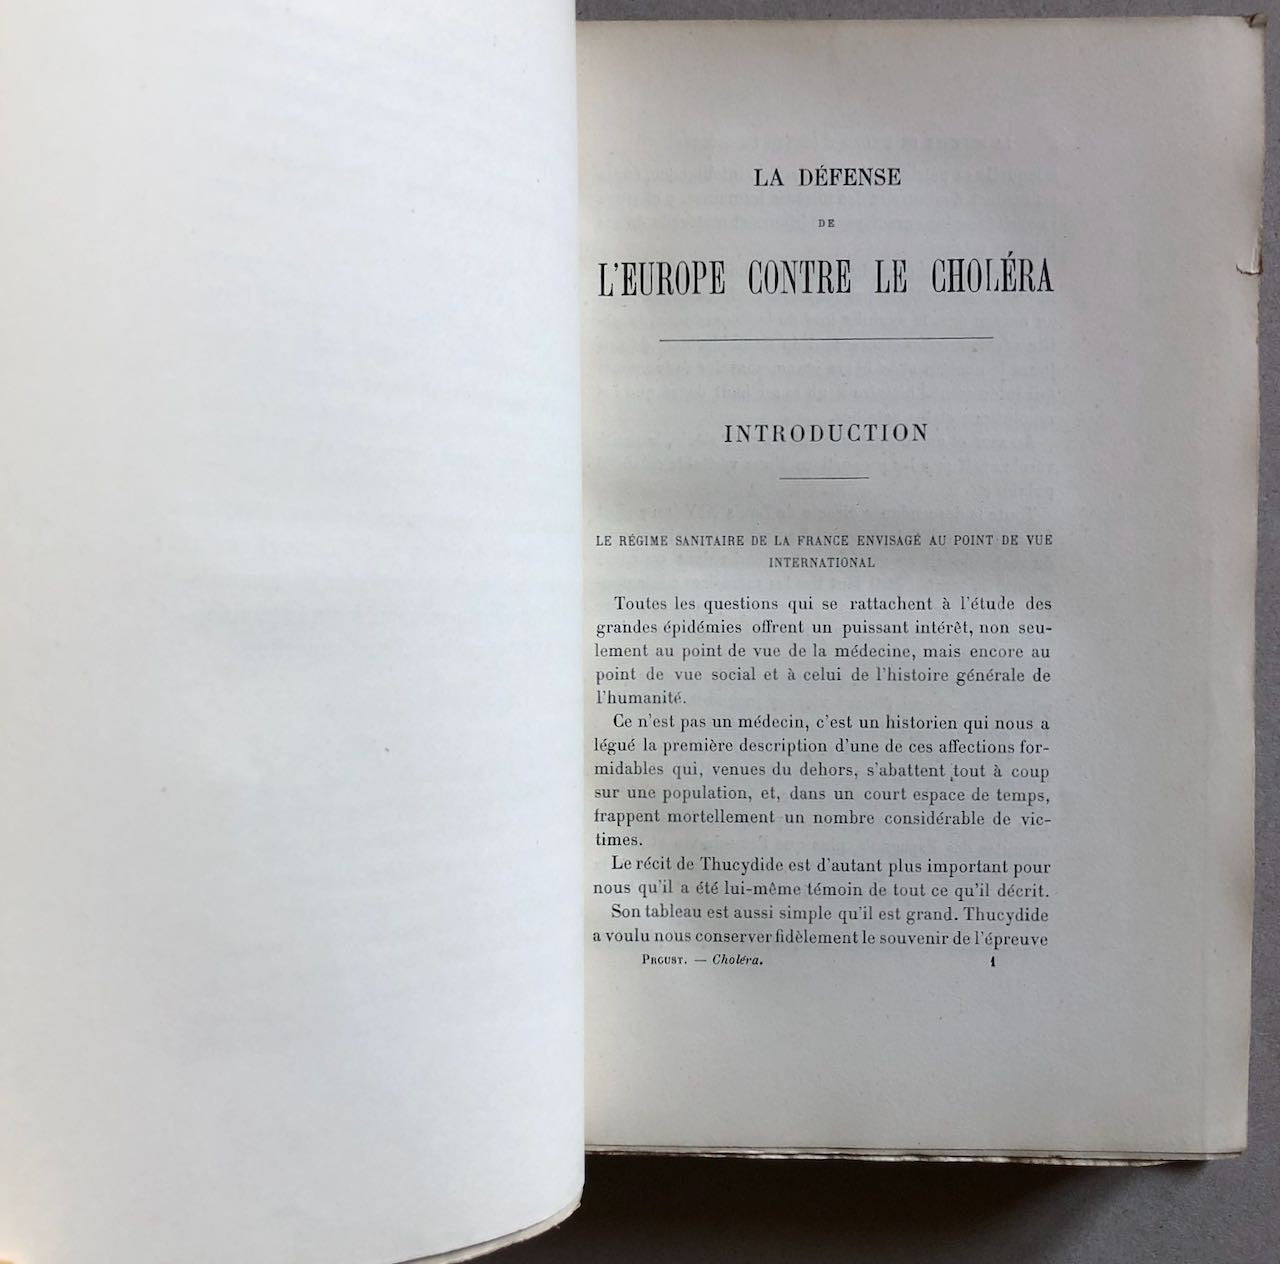 LA DÉFENSE
DE
L'EUROPE CONTRE LE CHOLÉRA
INTRODUCTION
LE RÉGIME SANITAIRE DE LA FRANCE ENVISAGÉ AU POINT DE VUE
INTERNATIONAL
Toutes les questions qui se rattachent à l'étude des
grandes épidémies offrent un puissant intérêt, non seu-
lement au point de vue de la médecine, mais encore au
point de vue social et à celui de l'histoire générale de
l'humanité.
Ce n'est pas un médecin, c'est un historien qui nous a
légué la première description d'une de ces affections for-
midables qui, venues du dehors, s'abattent tout à coup
sur une population, et, dans un court espace de temps,
frappent mortellement un nombre considérable de vic-
times.
Le récit de Thucydide est d'autant plus important pour
nous qu'il a été lui-même témoin de tout ce qu'il décrit.
Son tableau est aussi simple qu'il est grand. Thucydide
a voulu nous conserver fidèlement le souvenir de l'épreuve
PROUST. — Choléra. 1